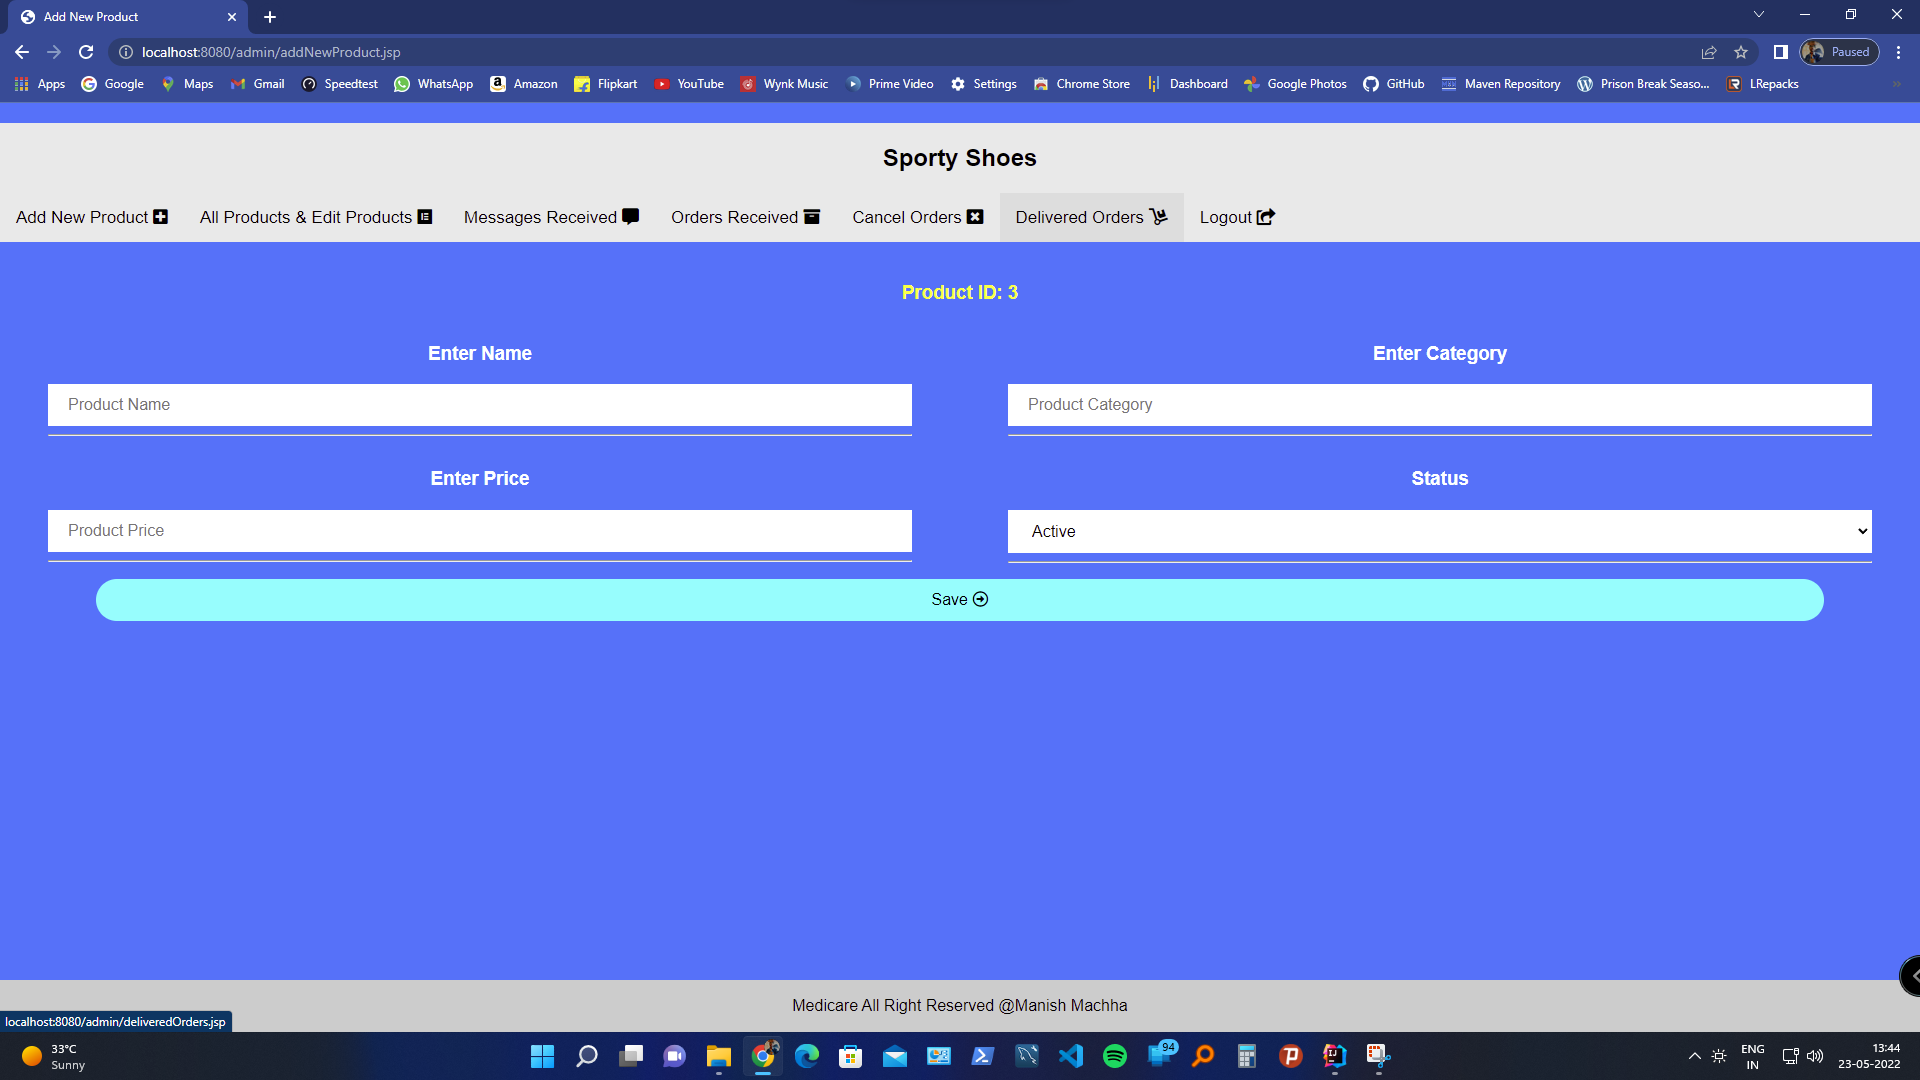 Add New Product
localhost:8080/admin/addNewProduct.jsp
Paused
Apps Google Maps Gmail Speedtest WhatsApp Amazon Flipkart YouTube Wynk Music Prime Video Settings Chrome Store Dashboard Google Photos GitHub Maven Repository Prison Break Seaso... LRepacks
Sporty Shoes
Add New Product All Products & Edit Products Messages Received Orders Received Cancel Orders Delivered Orders Logout
Product ID: 3
Enter Name Enter Category
Product Name Product Category
Enter Price Status
Product Price Active
Save
Medicare All Right Reserved @Manish Machha
localhost:8080/admin/deliveredOrders.jsp
33°C
Sunny
94
ENG
IN
13:44
23-05-2022